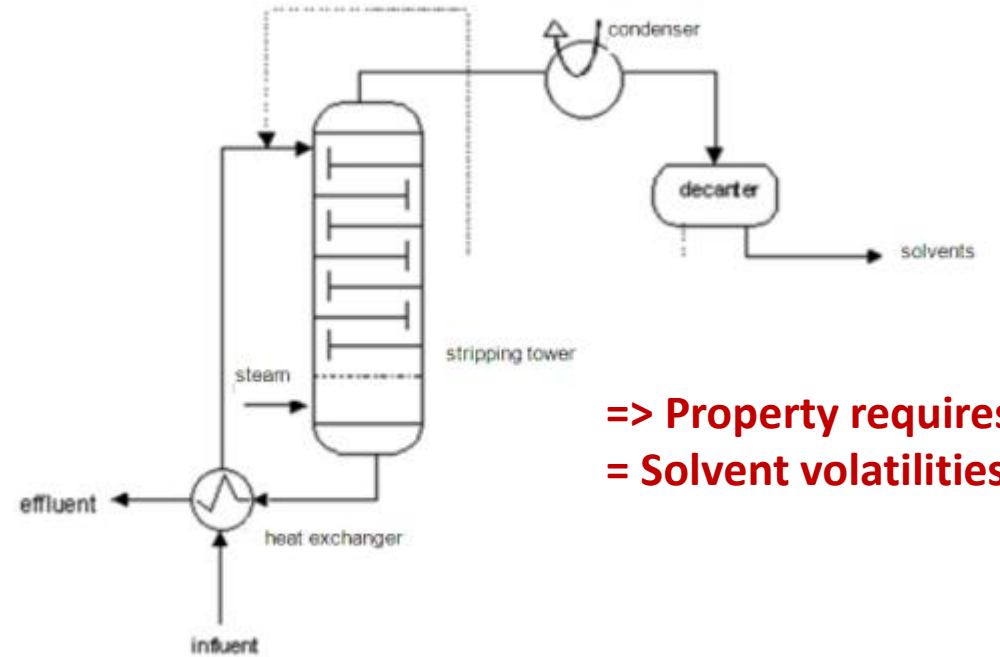 condenser
decanter
solvents
stripping tower
steam
=> Property requires
= Solvent volatilities
effluent
heat exchanger
influent